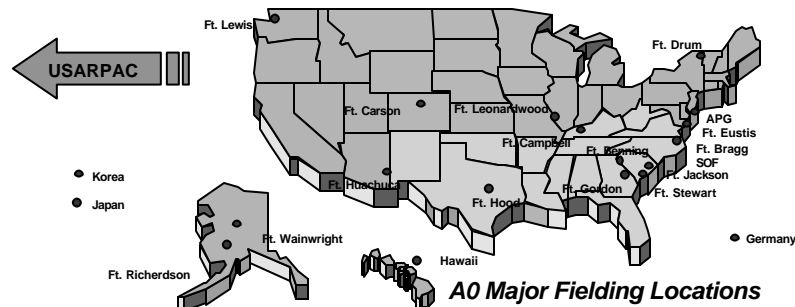 Ft. Lewis
Ft. Drum
USARPAC
Ft. Carson
Ft. Leonardwood
APG
Ft. Eustis
Ft. Campbell
Ft. Benning
Ft. Bragg
SOF
Korea
Ft. Huachuca
Ft. Jackson
Ft. Gordon
Ft. Stewart
Japan
Ft. Hood
Ft. Wainwright
Germany
Hawaii
Ft. Richerdson
A0 Major Fielding Locations